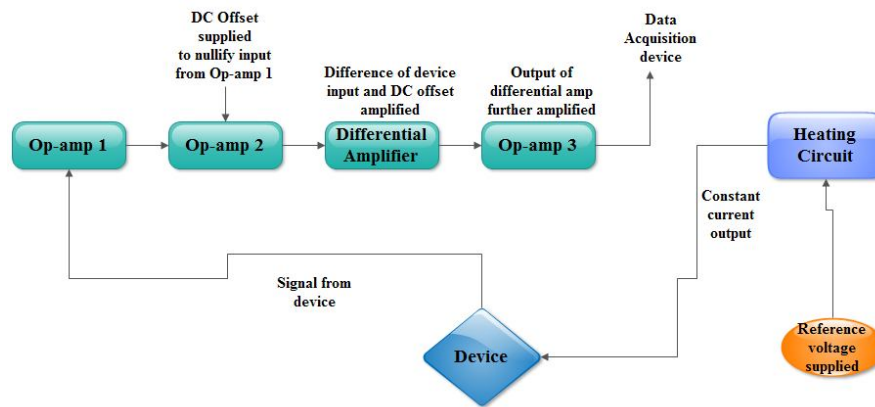 DC Offset
supplied
to nullify input
from Op-amp 1
Difference of device
input and DC offset
amplified
Output of
differential amp
further amplified
Data
Acquisition
device
Op-amp 1
Op-amp 2
Differential
Amplifier
Op-amp 3
Heating
Circuit
Constant
current
output
Signal from
device
Device
Reference
voltage
supplied